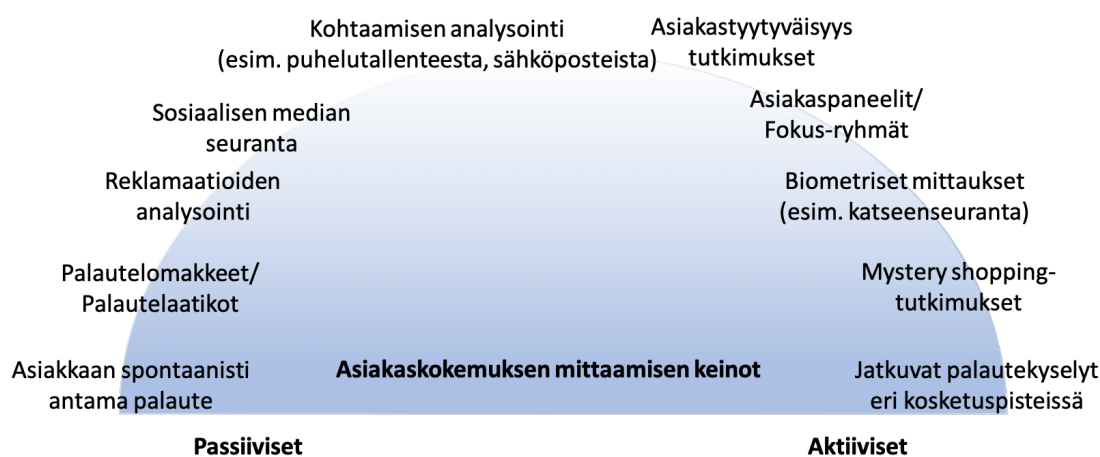 Kohtaamisen analysointi
(esim. puhelutallenteesta, sähköposteista)
Asiakastyytyväisyys
tutkimukset
Sosiaalisen median
seuranta
Asiakaspaneelit/
Fokus-ryhmät
Reklamaatioiden
analysointi
Biometriset mittaukset
(esim. katseenseuranta)
Palautelomakkeet/
Palautelaatikot
Mystery shopping-
tutkimukset
Asiakkaan spontaanisti
antama palaute
Asiakaskokemuksen mittaamisen keinot
Jatkuvat palautekyselyt
eri kosketuspisteissä
Passiiviset
Aktiiviset